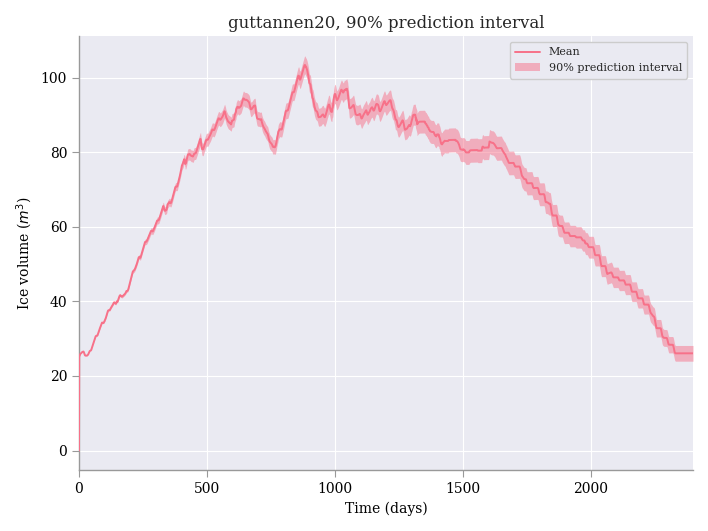 guttannen20, 90% prediction interval
Mean
90% prediction interval
Ice volume (m³)
100
80
60
40
20
0
0 500 1000 1500 2000
Time (days)